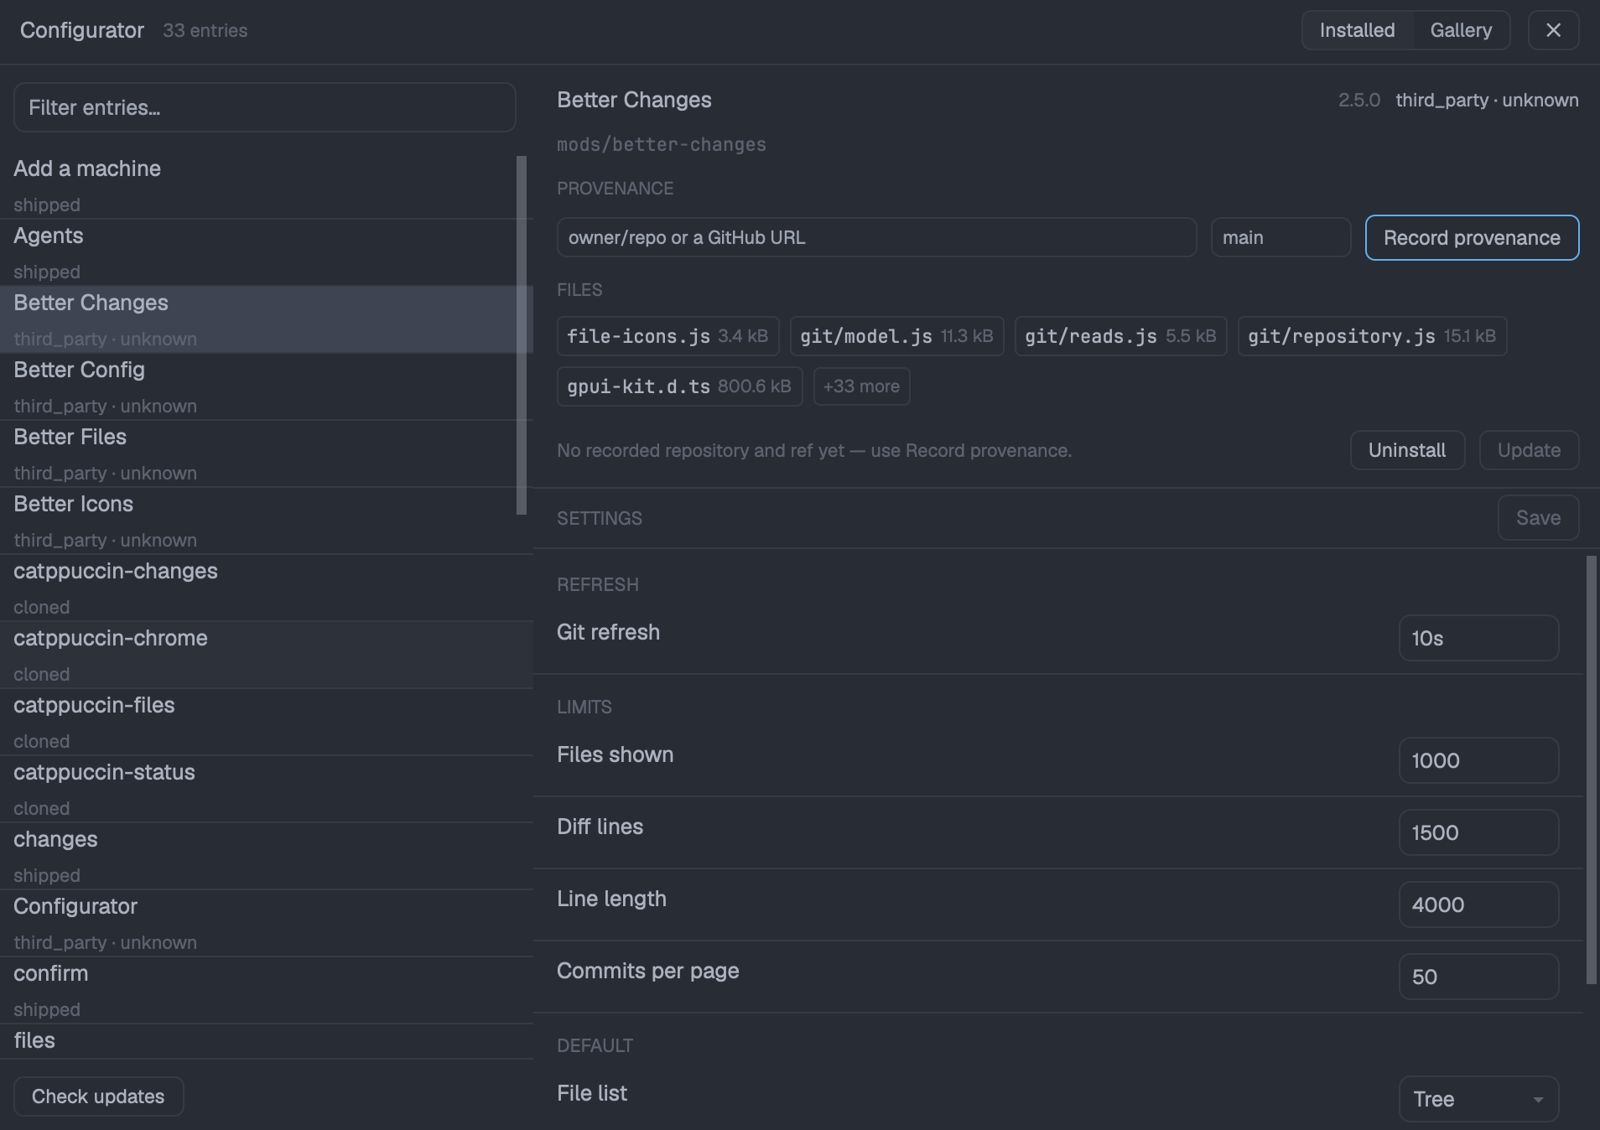 Configurator 33 entries
Installed Gallery
Filter entries...
Add a machine
shipped
Agents
shipped
Better Changes
third_party · unknown
Better Config
third_party · unknown
Better Files
third_party · unknown
Better Icons
third_party · unknown
catppuccin-changes
cloned
catppuccin-chrome
cloned
catppuccin-files
cloned
catppuccin-status
cloned
changes
shipped
Configurator
third_party · unknown
confirm
shipped
files
Check updates
Better Changes 2.5.0 third_party · unknown
mods/better-changes
PROVENANCE
owner/repo or a GitHub URL main Record provenance
FILES
file-icons.js 3.4 kB git/model.js 11.3 kB git/reads.js 5.5 kB git/repository.js 15.1 kB
gpui-kit.d.ts 800.6 kB +33 more
No recorded repository and ref yet — use Record provenance. Uninstall Update
SETTINGS Save
REFRESH
Git refresh 10s
LIMITS
Files shown 1000
Diff lines 1500
Line length 4000
Commits per page 50
DEFAULT
File list Tree